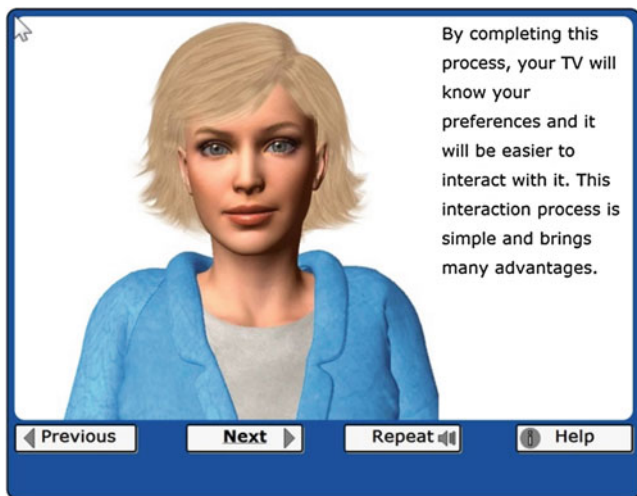 By completing this
process, your TV will
know your
preferences and it
will be easier to
interact with it. This
interaction process is
simple and brings
many advantages.
Previous
Next
Repeat
Help